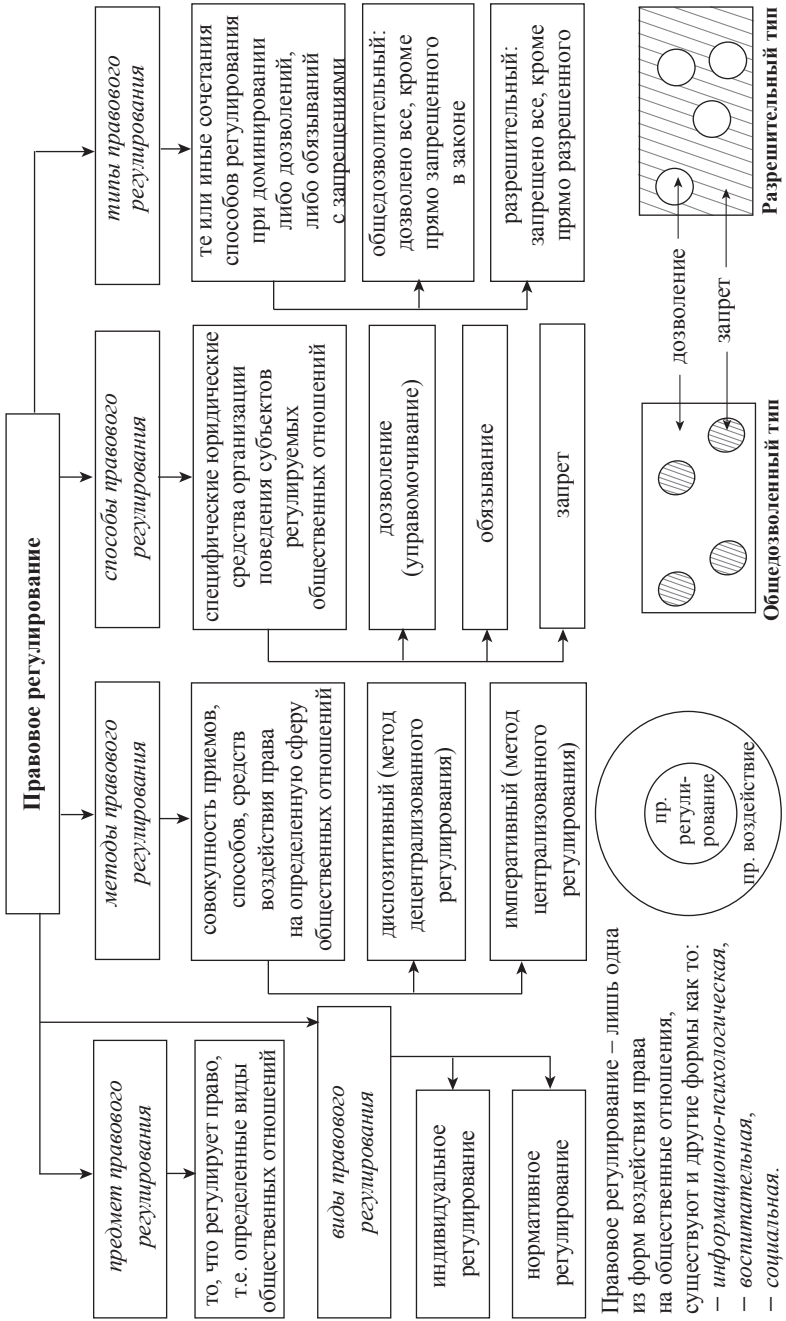 Правовое регулирование
предмет правового
регулирования
то, что регулирует право,
т.е. определенные виды
общественных отношений
виды правового
регулирования
индивидуальное
регулирование
нормативное
регулирование
методы правового
регулирования
совокупность приемов,
способов, средств
воздействия права
на определенную сферу
общественных отношений
диспозитивный (метод
децентрализованного
регулирования)
императивный (метод
централизованного
регулирования)
способы правового
регулирования
специфические юридические
средства организации
поведения субъектов
регулируемых
общественных отношений
дозволение
(управомочивание)
обязывание
запрет
типы правового
регулирования
те или иные сочетания
способов регулирования
при доминировании
либо дозволений,
либо обязываний
с запрещениями
общедозволительный:
дозволено все, кроме
прямо запрещенного
в законе
разрешительный:
запрещено все, кроме
прямо разрешенного
Правовое регулирование – лишь одна
из форм воздействия права
на общественные отношения,
существуют и другие формы как то:
– информационно-психологическая,
– воспитательная,
– социальная.
пр.
регули-
рование
пр. воздействие
дозволение
запрет
Общедозволенный тип
Разрешительный тип